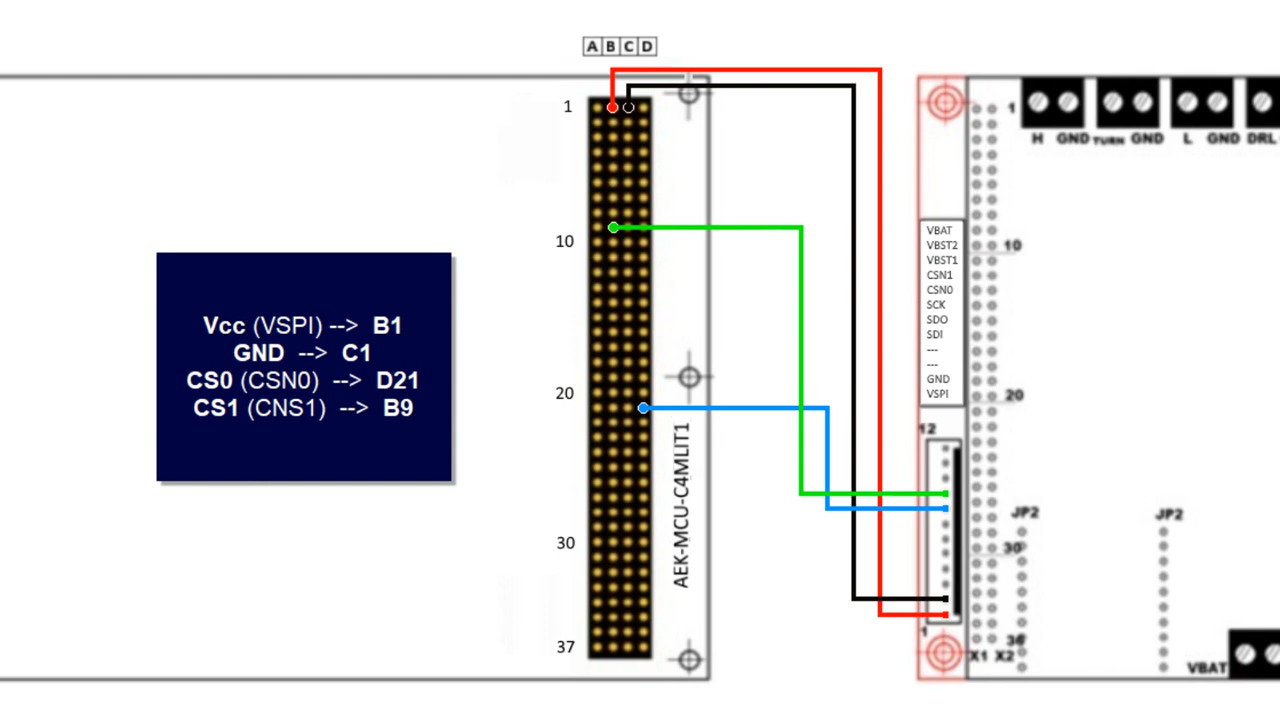 A B C D
1
10
20
30
37
Vcc (VSPI) --> B1
GND --> C1
CS0 (CSN0) --> D21
CS1 (CNS1) --> B9
AEK-MCU-C4MLIT1
VBAT
VBST2
VBST1
CSN1
CSN0
SCK
SDO
SDI
---
---
GND
VSPI
12
1
1
10
20
30
36
X1 X2
H GND TURN GND L GND DRL
JP2
JP2
VBAT